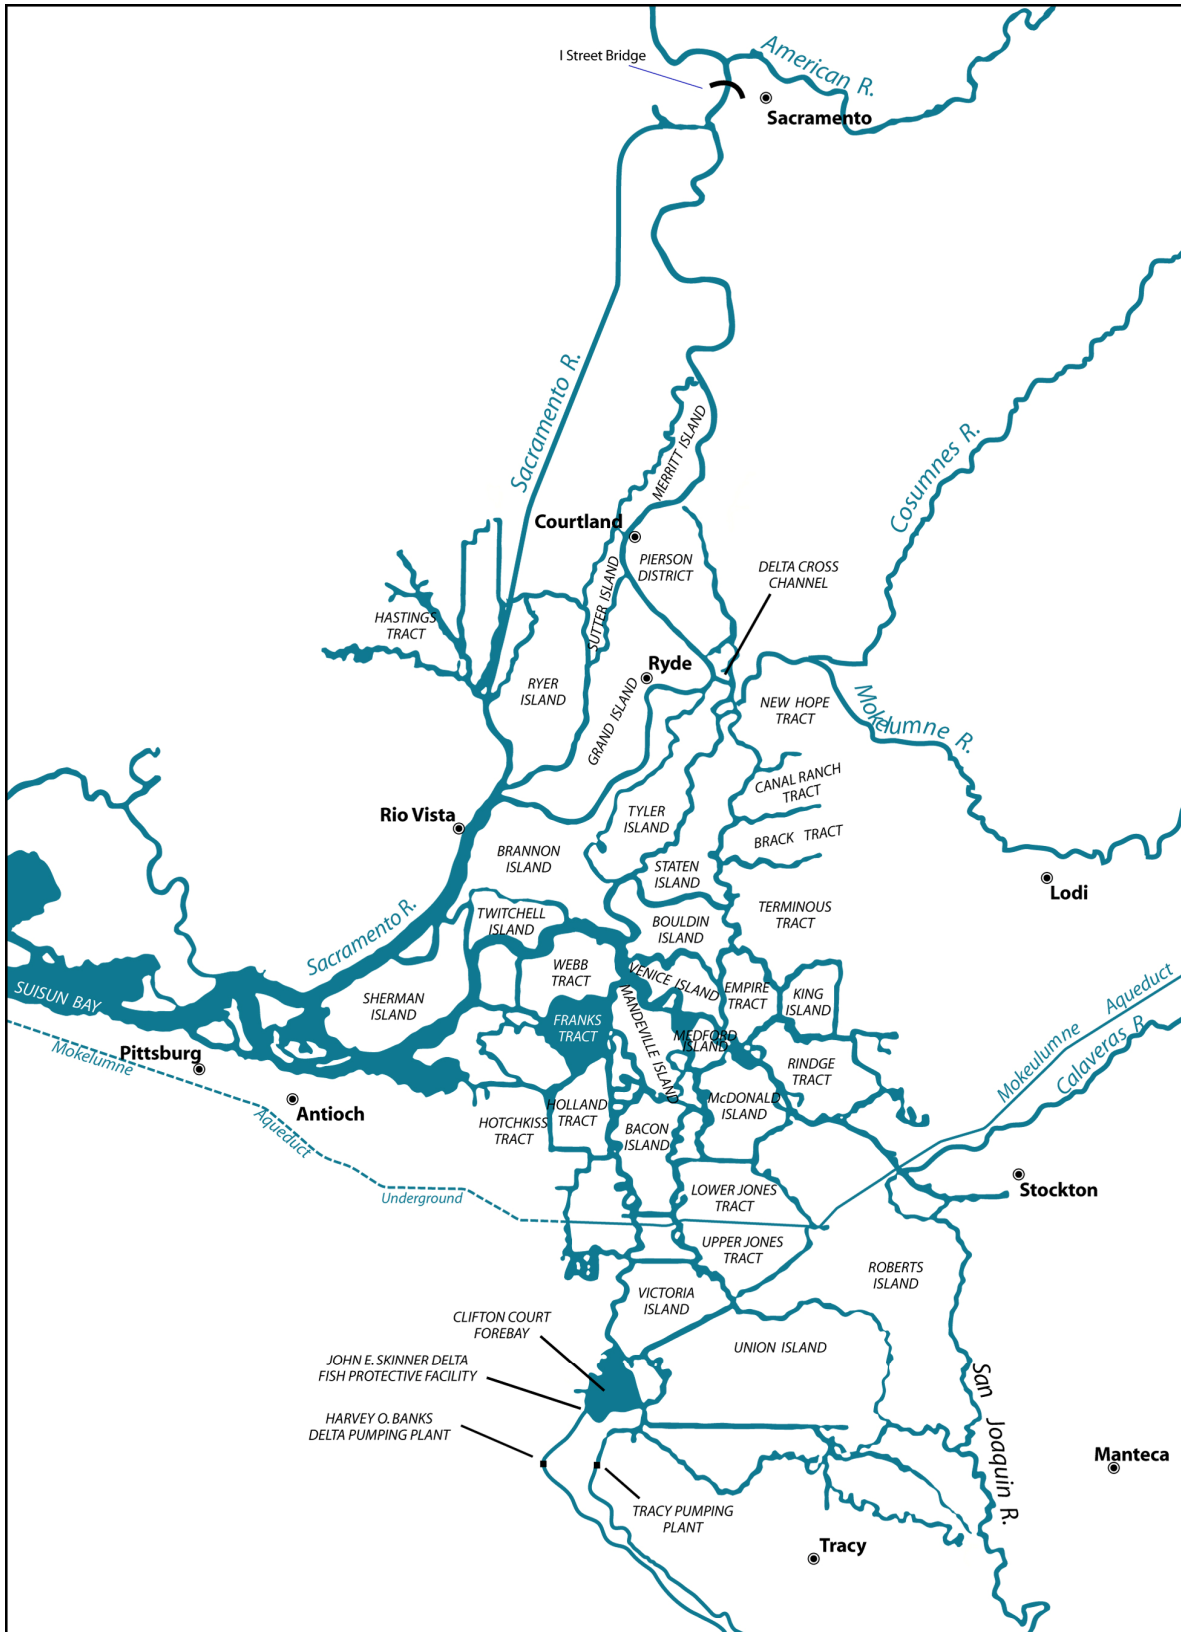 I Street Bridge
American R.
Sacramento
Sacramento R.
MERRITT ISLAND
Cosumnes R.
Courtland
PIERSON
DISTRICT
DELTA CROSS
CHANNEL
SUTTER ISLAND
HASTINGS
TRACT
Ryde
RYER
ISLAND
GRAND ISLAND
NEW HOPE
TRACT
Mokelumne R.
CANAL RANCH
TRACT
Rio Vista
TYLER
ISLAND
BRACK TRACT
BRANNON
ISLAND
STATEN
ISLAND
Lodi
TWITCHELL
ISLAND
BOULDIN
ISLAND
TERMINOUS
TRACT
Sacramento R.
WEBB
TRACT
VENICE ISLAND
EMPIRE
TRACT
KING
ISLAND
SUISUN BAY
SHERMAN
ISLAND
FRANKS
TRACT
MANDEVILLE ISLAND
MEDFORD
ISLAND
Mokeulumne Aqueduct
Calaveras R.
Mokelumne
Aqueduct
Underground
Pittsburg
RINDGE
TRACT
Antioch
HOTCHKISS
TRACT
HOLLAND
TRACT
McDONALD
ISLAND
BACON
ISLAND
Stockton
LOWER JONES
TRACT
UPPER JONES
TRACT
ROBERTS
ISLAND
VICTORIA
ISLAND
CLIFTON COURT
FOREBAY
UNION ISLAND
JOHN E. SKINNER DELTA
FISH PROTECTIVE FACILITY
San Joaquin R.
HARVEY O. BANKS
DELTA PUMPING PLANT
Manteca
TRACY PUMPING
PLANT
Tracy